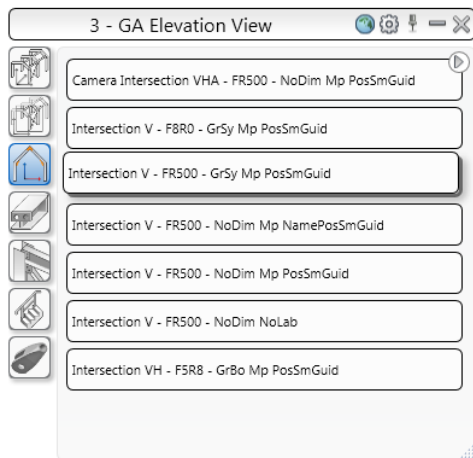 3 - GA Elevation View
Camera Intersection VHA - FR500 - NoDim Mp PosSmGuid
Intersection V - F8R0 - GrSy Mp PosSmGuid
Intersection V - FR500 - GrSy Mp PosSmGuid
Intersection V - FR500 - NoDim Mp NamePosSmGuid
Intersection V - FR500 - NoDim Mp PosSmGuid
Intersection V - FR500 - NoDim NoLab
Intersection VH - F5R8 - GrBo Mp PosSmGuid